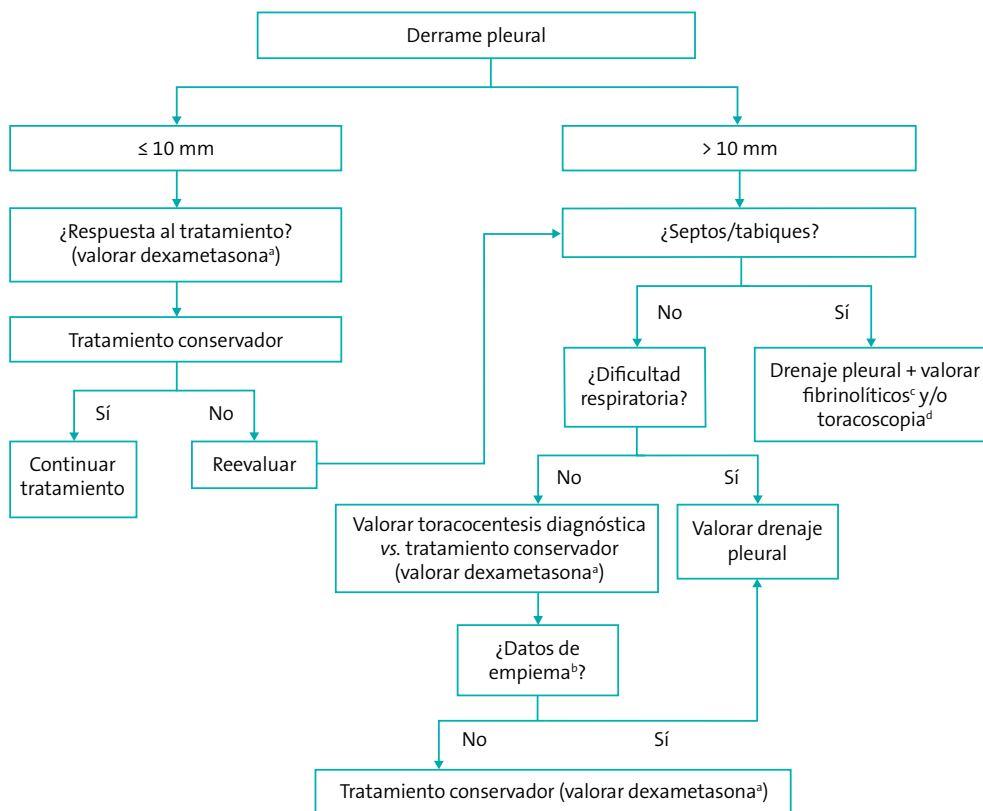 Derrame pleural
≤ 10 mm
> 10 mm
¿Respuesta al tratamiento?
(valorar dexametasonaᵃ)
¿Septos/tabiques?
Tratamiento conservador
No
Sí
¿Dificultad
respiratoria?
Drenaje pleural + valorar
fibrinolíticosᶜ y/o
toracoscopiaᵈ
Sí
No
Continuar
tratamiento
Reevaluar
No
Sí
Valorar toracocentesis diagnóstica
vs. tratamiento conservador
(valorar dexametasonaᵃ)
Valorar drenaje
pleural
¿Datos de
empiemaᵇ?
No
Sí
Tratamiento conservador (valorar dexametasonaᵃ)